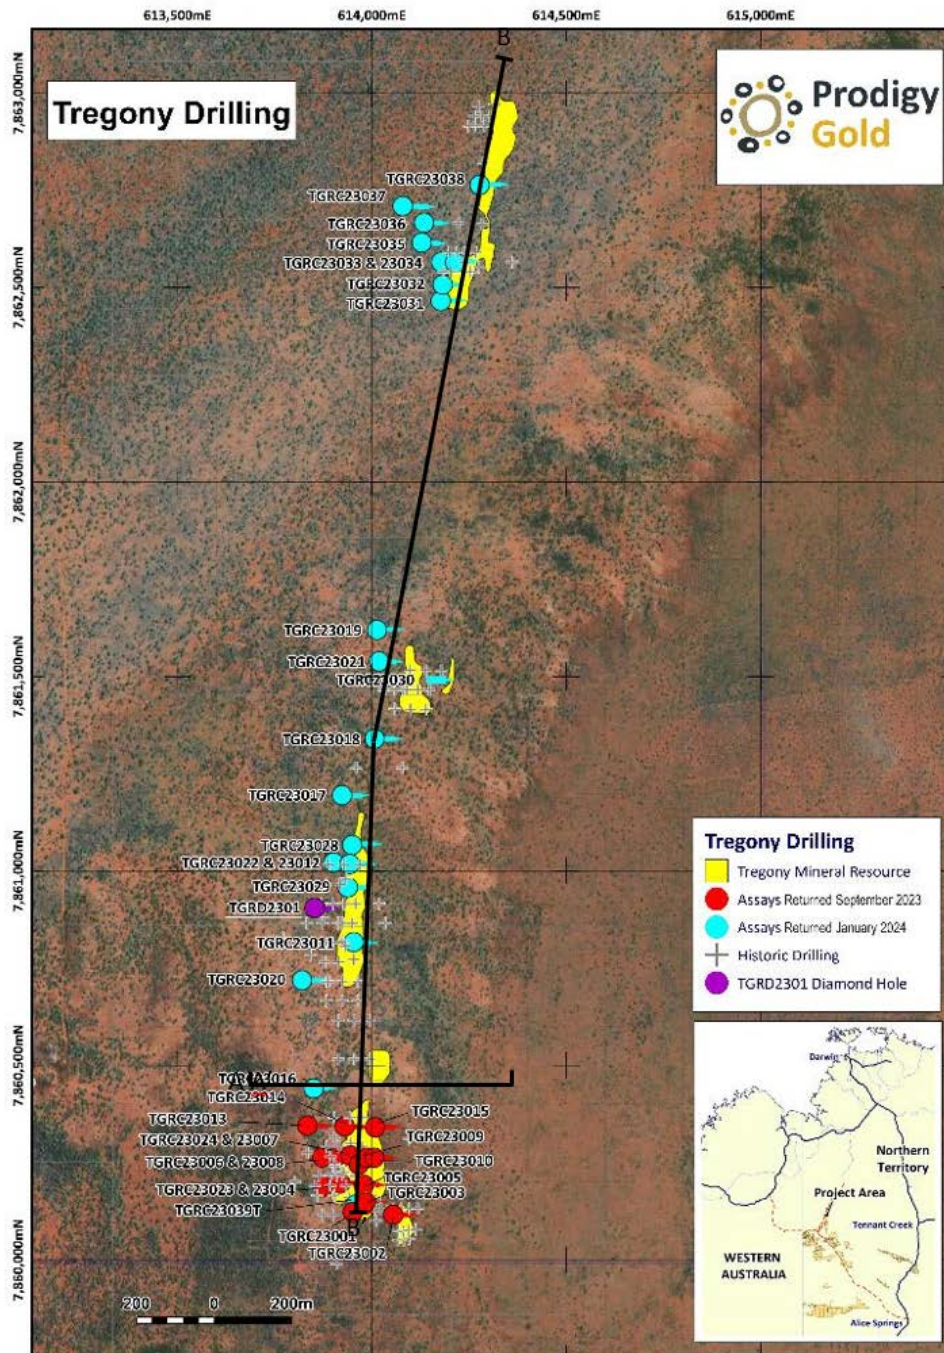 613,500mE 614,000mE 614,500mE 615,000mE
B
Tregony Drilling
Prodigy
Gold
7,863,000mN
TGRC23038
TGRC23037
TGRC23036
TGRC23035
TGRC23033 & 23034
TGRC23032
TGRC23031
7,862,500mN
7,862,000mN
TGRC23019
TGRC23021
TGRC23030
7,861,500mN
TGRC23018
TGRC23017
TGRC23028
TGRC23022 & 23012
TGRC23029
TGRD2301
TGRC23011
TGRC23020
7,861,000mN
7,860,500mN
TGRC23016
TGRC23014
TGRC23013
TGRC23015
TGRC23024 & 23007
TGRC23009
TGRC23006 & 23008
TGRC23010
TGRC23005
TGRC23023 & 23004
TGRC23003
TGRC23039T
TGRC23001
B'
TGRC23002
7,860,000mN
200 0 200m
Tregony Drilling
Tregony Mineral Resource
Assays Returned September 2023
Assays Returned January 2024
Historic Drilling
TGRD2301 Diamond Hole
Darwin
Northern
Territory
Project Area
Tennant Creek
WESTERN
AUSTRALIA
Alice Springs